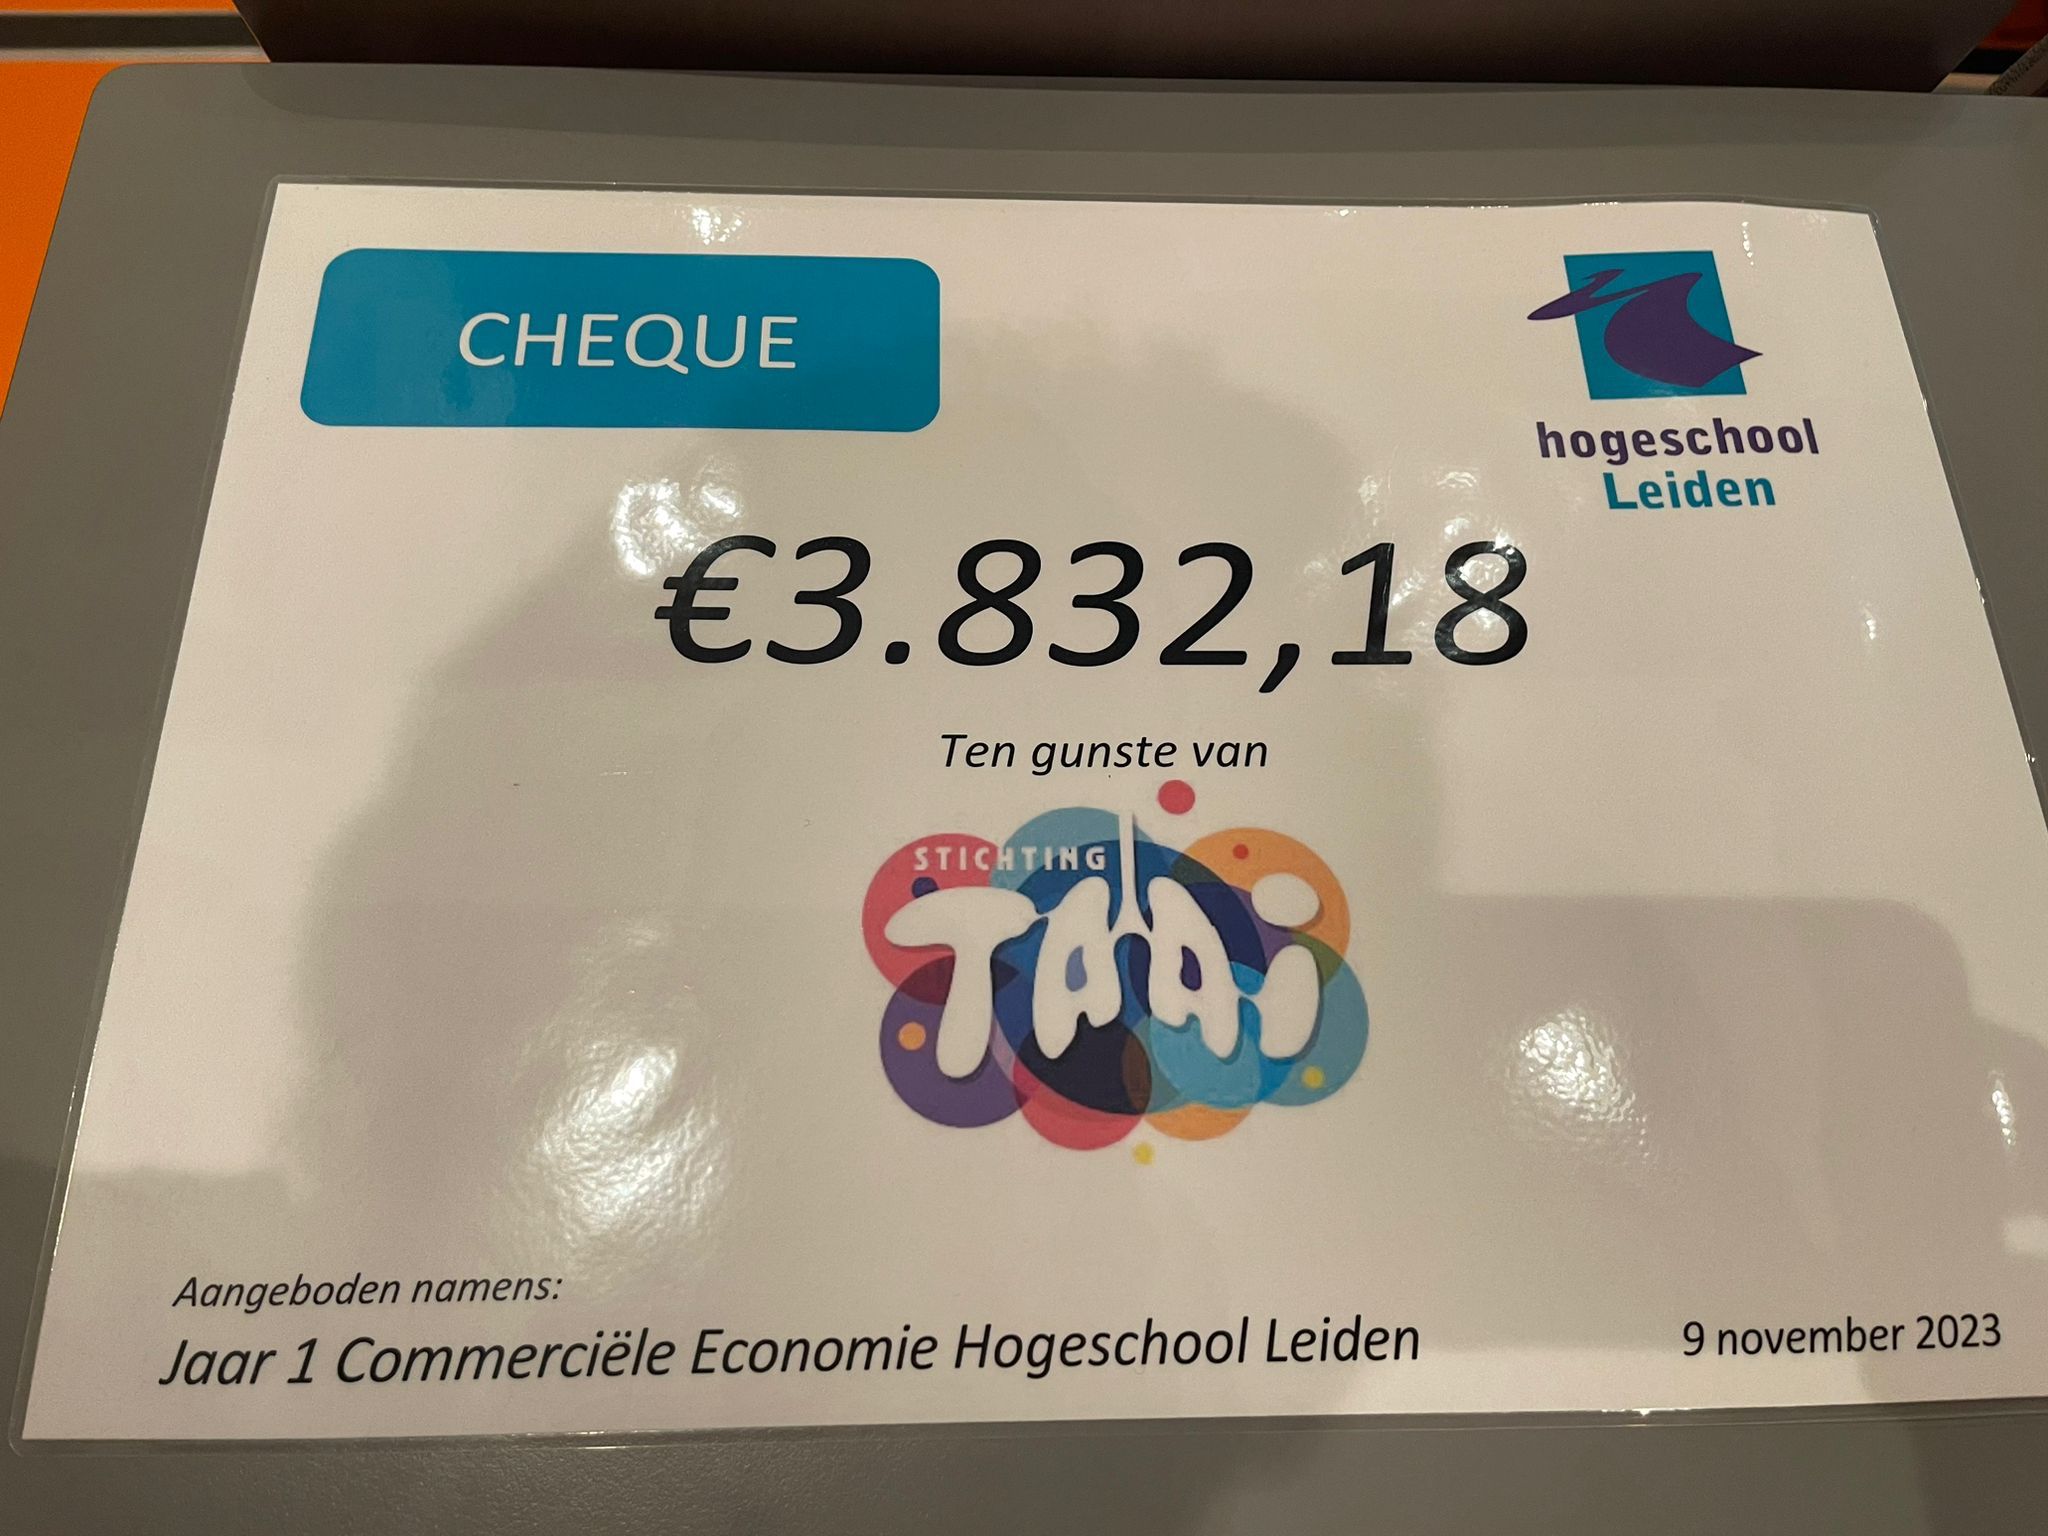 CHEQUE
hogeschool
Leiden
€3.832,18
Ten gunste van
STICHTING
TAAi
Aangeboden namens:
Jaar 1 Commerciële Economie Hogeschool Leiden
9 november 2023